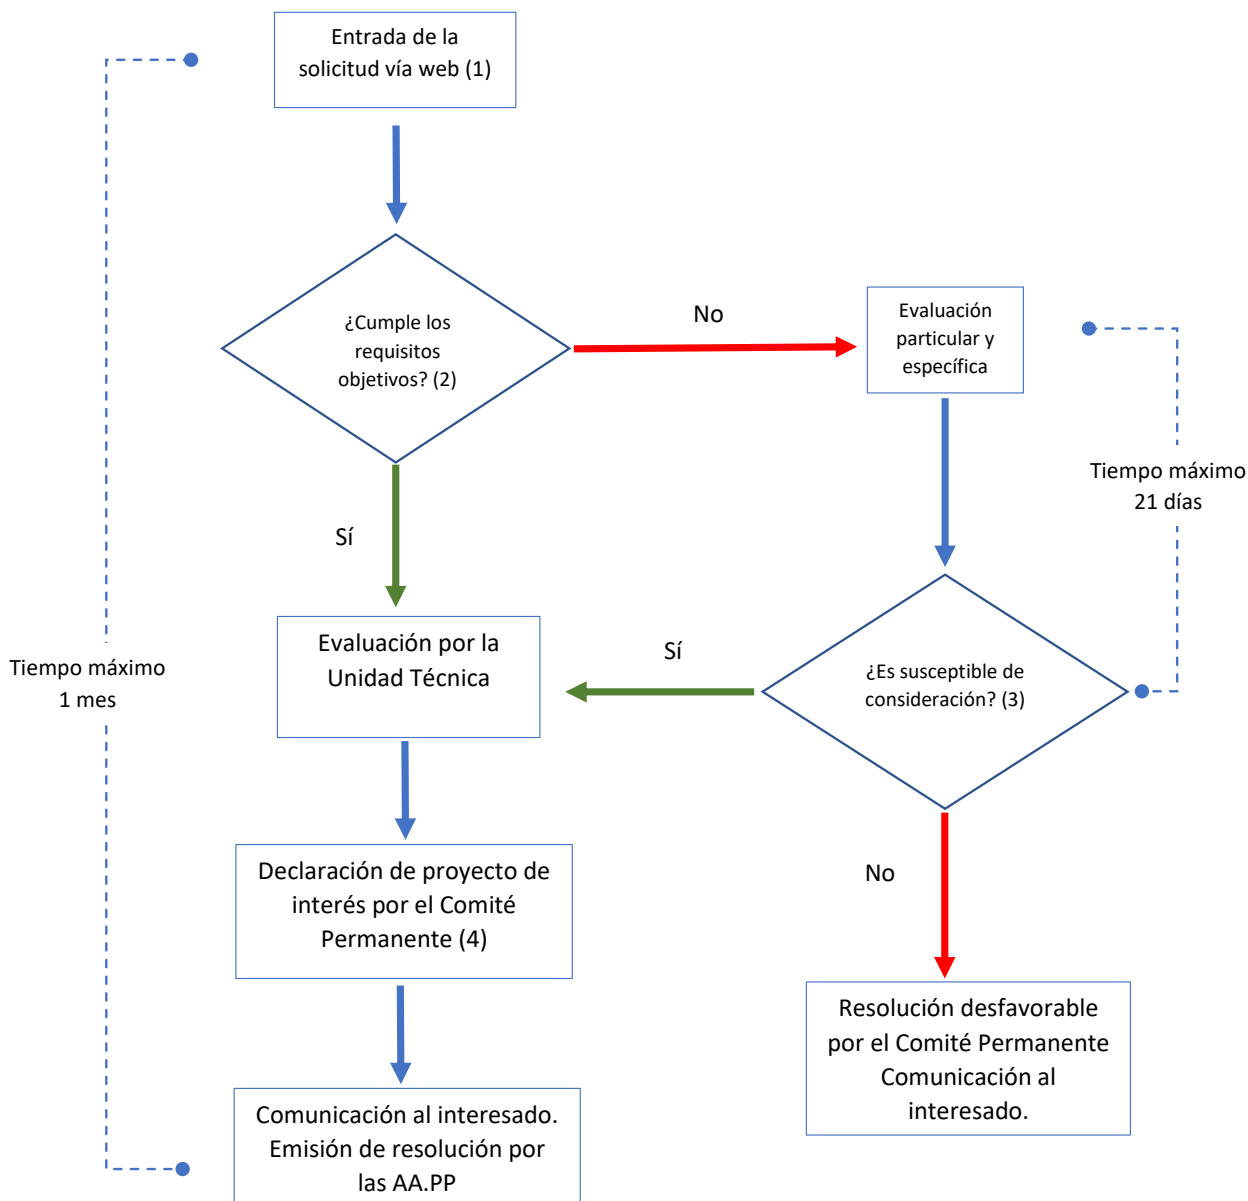 Entrada de la
solicitud vía web (1)
¿Cumple los
requisitos
objetivos? (2)
No
Evaluación
particular y
específica
Tiempo máximo
21 días
Sí
Evaluación por la
Unidad Técnica
Sí
¿Es susceptible de
consideración? (3)
Tiempo máximo
1 mes
Declaración de proyecto de
interés por el Comité
Permanente (4)
No
Resolución desfavorable
por el Comité Permanente
Comunicación al
interesado.
Comunicación al interesado.
Emisión de resolución por
las AA.PP